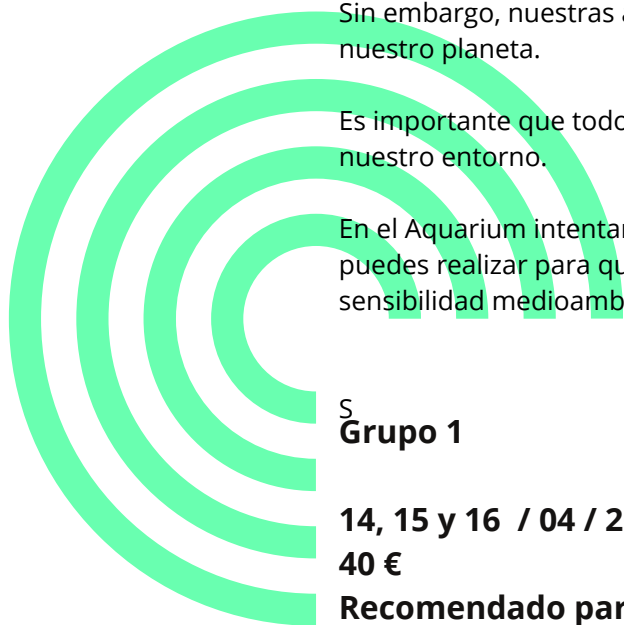 Sin embargo, nuestras
nuestro planeta.
Es importante que todo
nuestro entorno.
En el Aquarium intentar
puedes realizar para qu
sensibilidad medioamb
S
Grupo 1
14, 15 y 16 / 04 / 2
40 €
Recomendado par